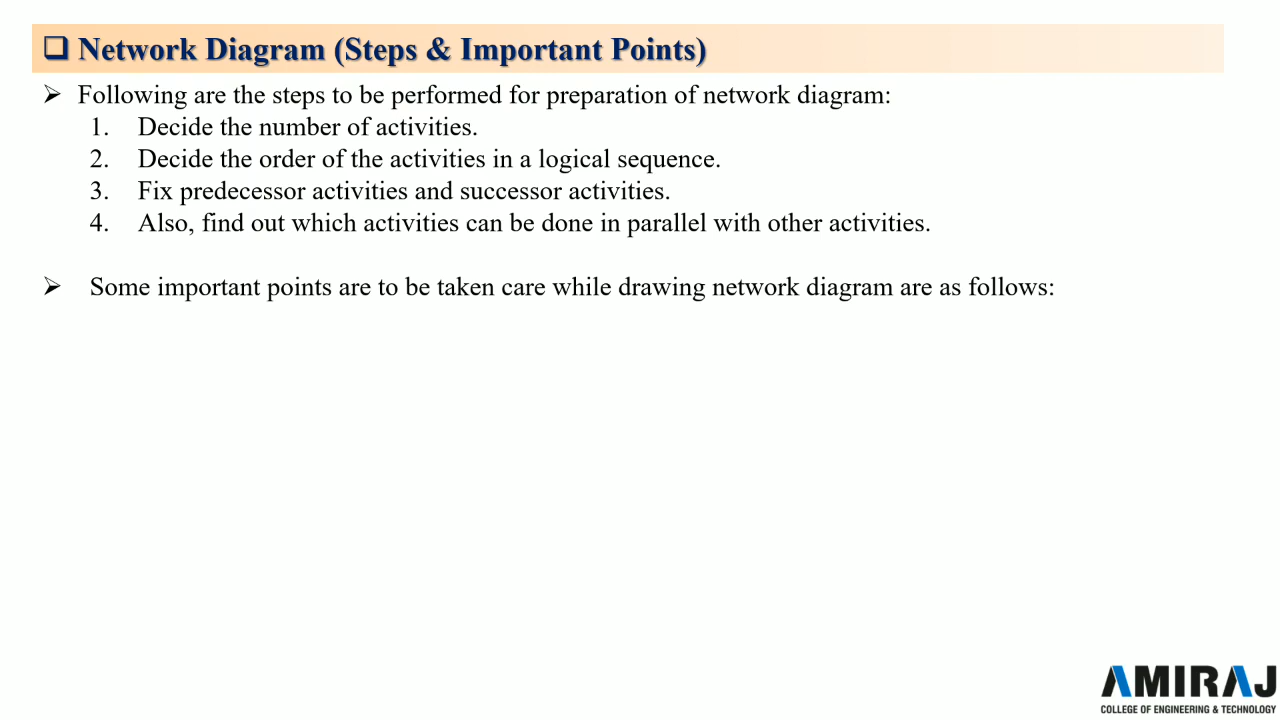 ❑ Network Diagram (Steps & Important Points)
➢ Following are the steps to be performed for preparation of network diagram:
1. Decide the number of activities.
2. Decide the order of the activities in a logical sequence.
3. Fix predecessor activities and successor activities.
4. Also, find out which activities can be done in parallel with other activities.
➢ Some important points are to be taken care while drawing network diagram are as follows:
AMIRAJ
COLLEGE OF ENGINEERING & TECHNOLOGY